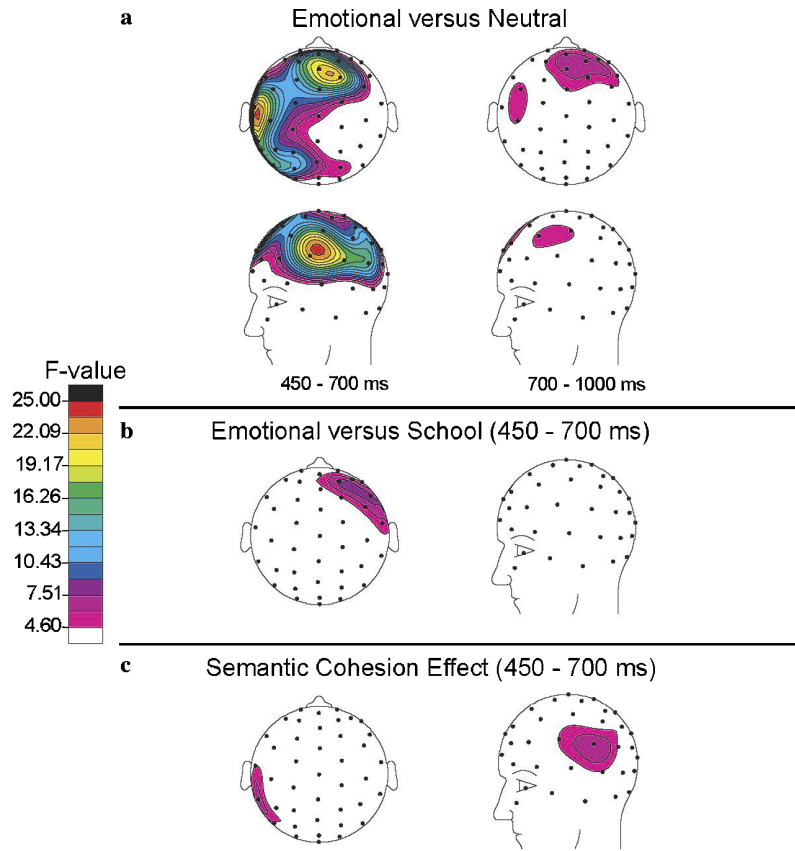 a Emotional versus Neutral
450 - 700 ms
700 - 1000 ms
F-value
25.00
22.09
19.17
16.26
13.34
10.43
7.51
4.60
b Emotional versus School (450 - 700 ms)
c Semantic Cohesion Effect (450 - 700 ms)